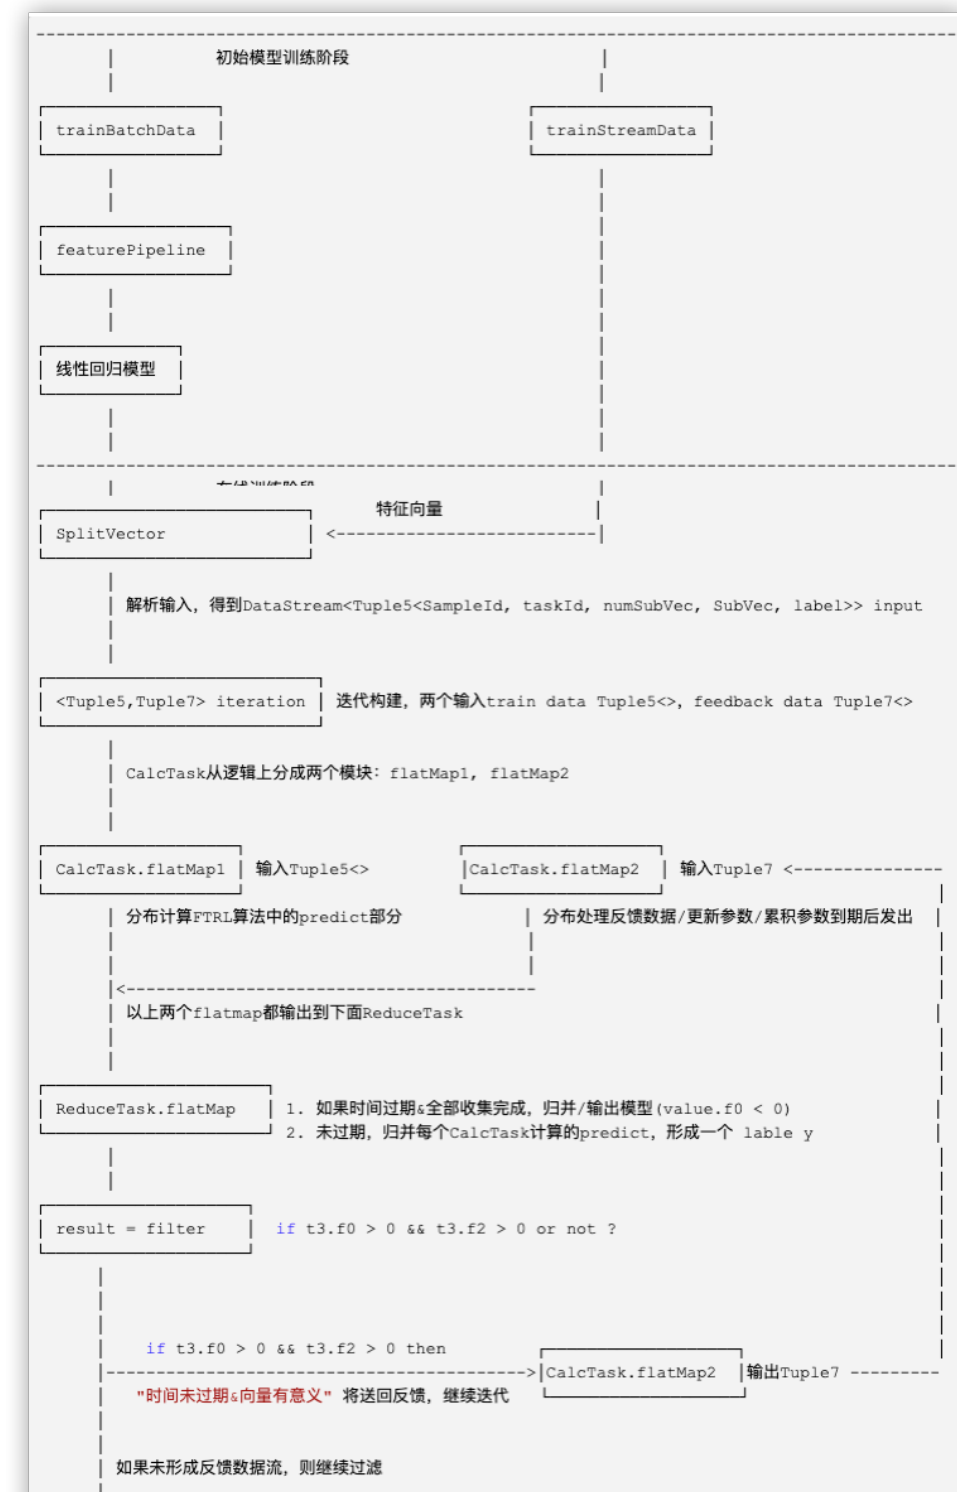 初始模型训练阶段
trainBatchData
trainStreamData
featurePipeline
线性回归模型
在线训练阶段
特征向量
SplitVector <---------------------------
解析输入，得到DataStream<Tuple5<SampleId, taskId, numSubVec, SubVec, label>> input
<Tuple5,Tuple7> iteration 迭代构建，两个输入train data Tuple5<>，feedback data Tuple7<>
CalcTask从逻辑上分成两个模块：flatMap1, flatMap2
CalcTask.flatMap1 输入Tuple5<> CalcTask.flatMap2 输入Tuple7 <---------------
分布计算FTRL算法中的predict部分 分布处理反馈数据/更新参数/累积参数到期后发出
以上两个flatmap都输出到下面ReduceTask
ReduceTask.flatMap 1. 如果时间过期&全部收集完成，归并/输出模型(value.f0 < 0)
2. 未过期，归并每个CalcTask计算的predict，形成一个 lable y
result = filter if t3.f0 > 0 && t3.f2 > 0 or not ?
if t3.f0 > 0 && t3.f2 > 0 then
CalcTask.flatMap2 输出Tuple7 ---------
"时间未过期&向量有意义" 将送回反馈，继续迭代
如果未形成反馈数据流，则继续过滤